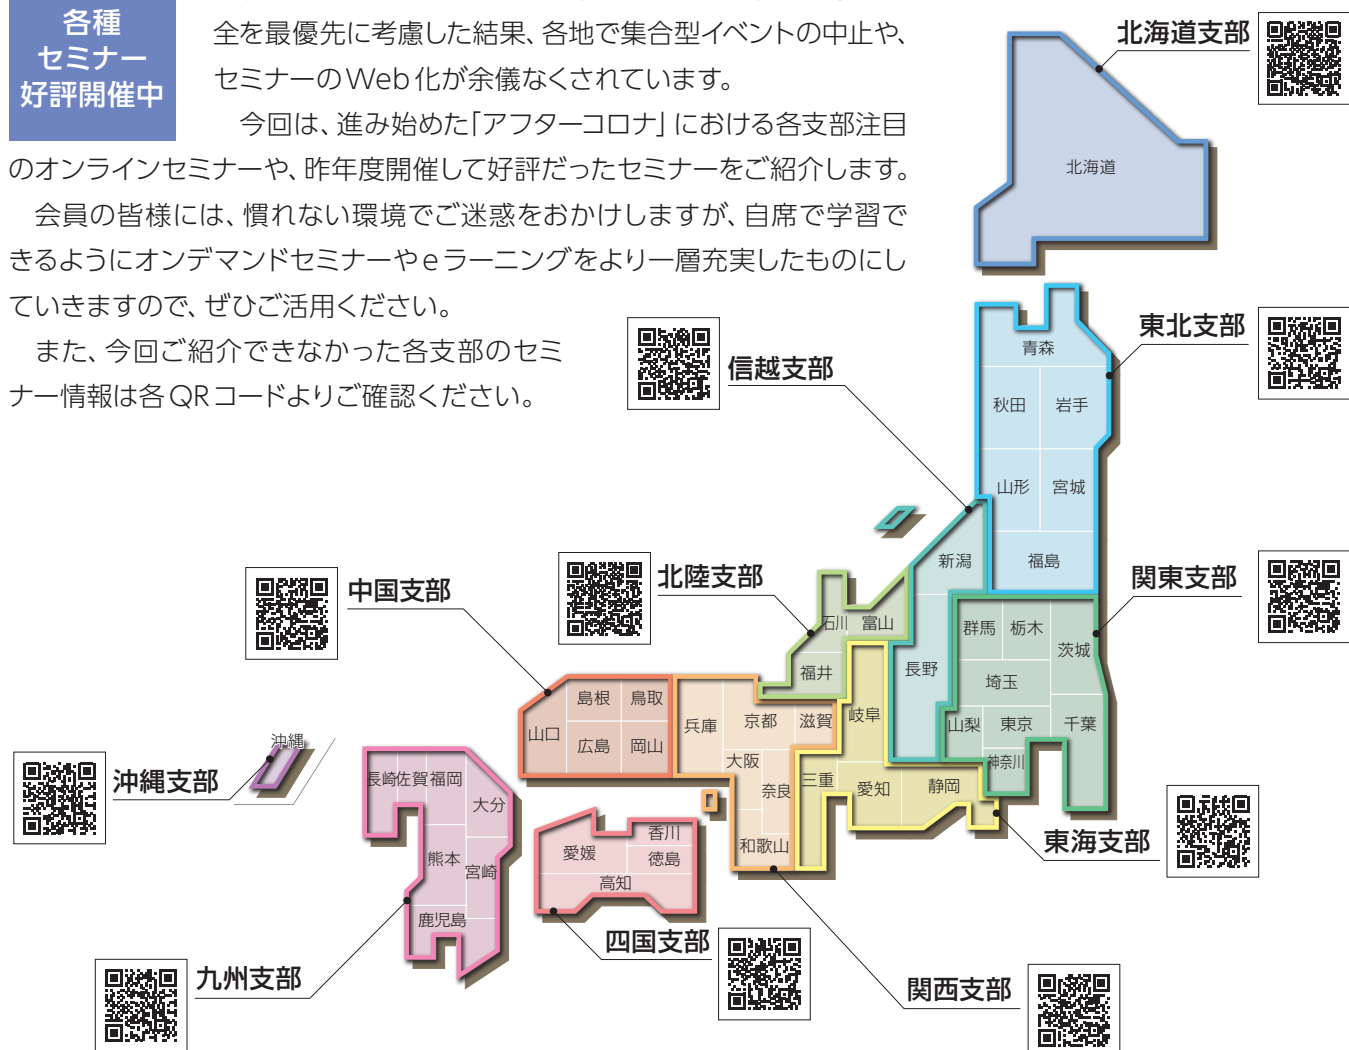 各種
セミナー
好評開催中
全を最優先に考慮した結果、各地で集合型イベントの中止や、
セミナーのWeb化が余儀なくされています。
今回は、進み始めた「アフターコロナ」における各支部注目
のオンラインセミナーや、昨年度開催して好評だったセミナーをご紹介します。
会員の皆様には、慣れない環境でご迷惑をおかけしますが、自席で学習で
きるようにオンデマンドセミナーやeラーニングをより一層充実したものにし
ていきますので、ぜひご活用ください。
また、今回ご紹介できなかった各支部のセミ
ナー情報は各QRコードよりご確認ください。
北海道支部
北海道
東北支部
青森
秋田 岩手
山形 宮城
福島
信越支部
新潟
長野
北陸支部
石川 富山
福井
関東支部
群馬 栃木
茨城
埼玉
山梨 東京 千葉
神奈川
中国支部
島根 鳥取
山口
広島 岡山
兵庫 京都 滋賀
大阪
奈良
和歌山
関西支部
岐阜
三重 愛知 静岡
東海支部
香川
愛媛 徳島
高知
四国支部
沖縄
沖縄支部
長崎 佐賀 福岡
大分
熊本
宮崎
鹿児島
九州支部